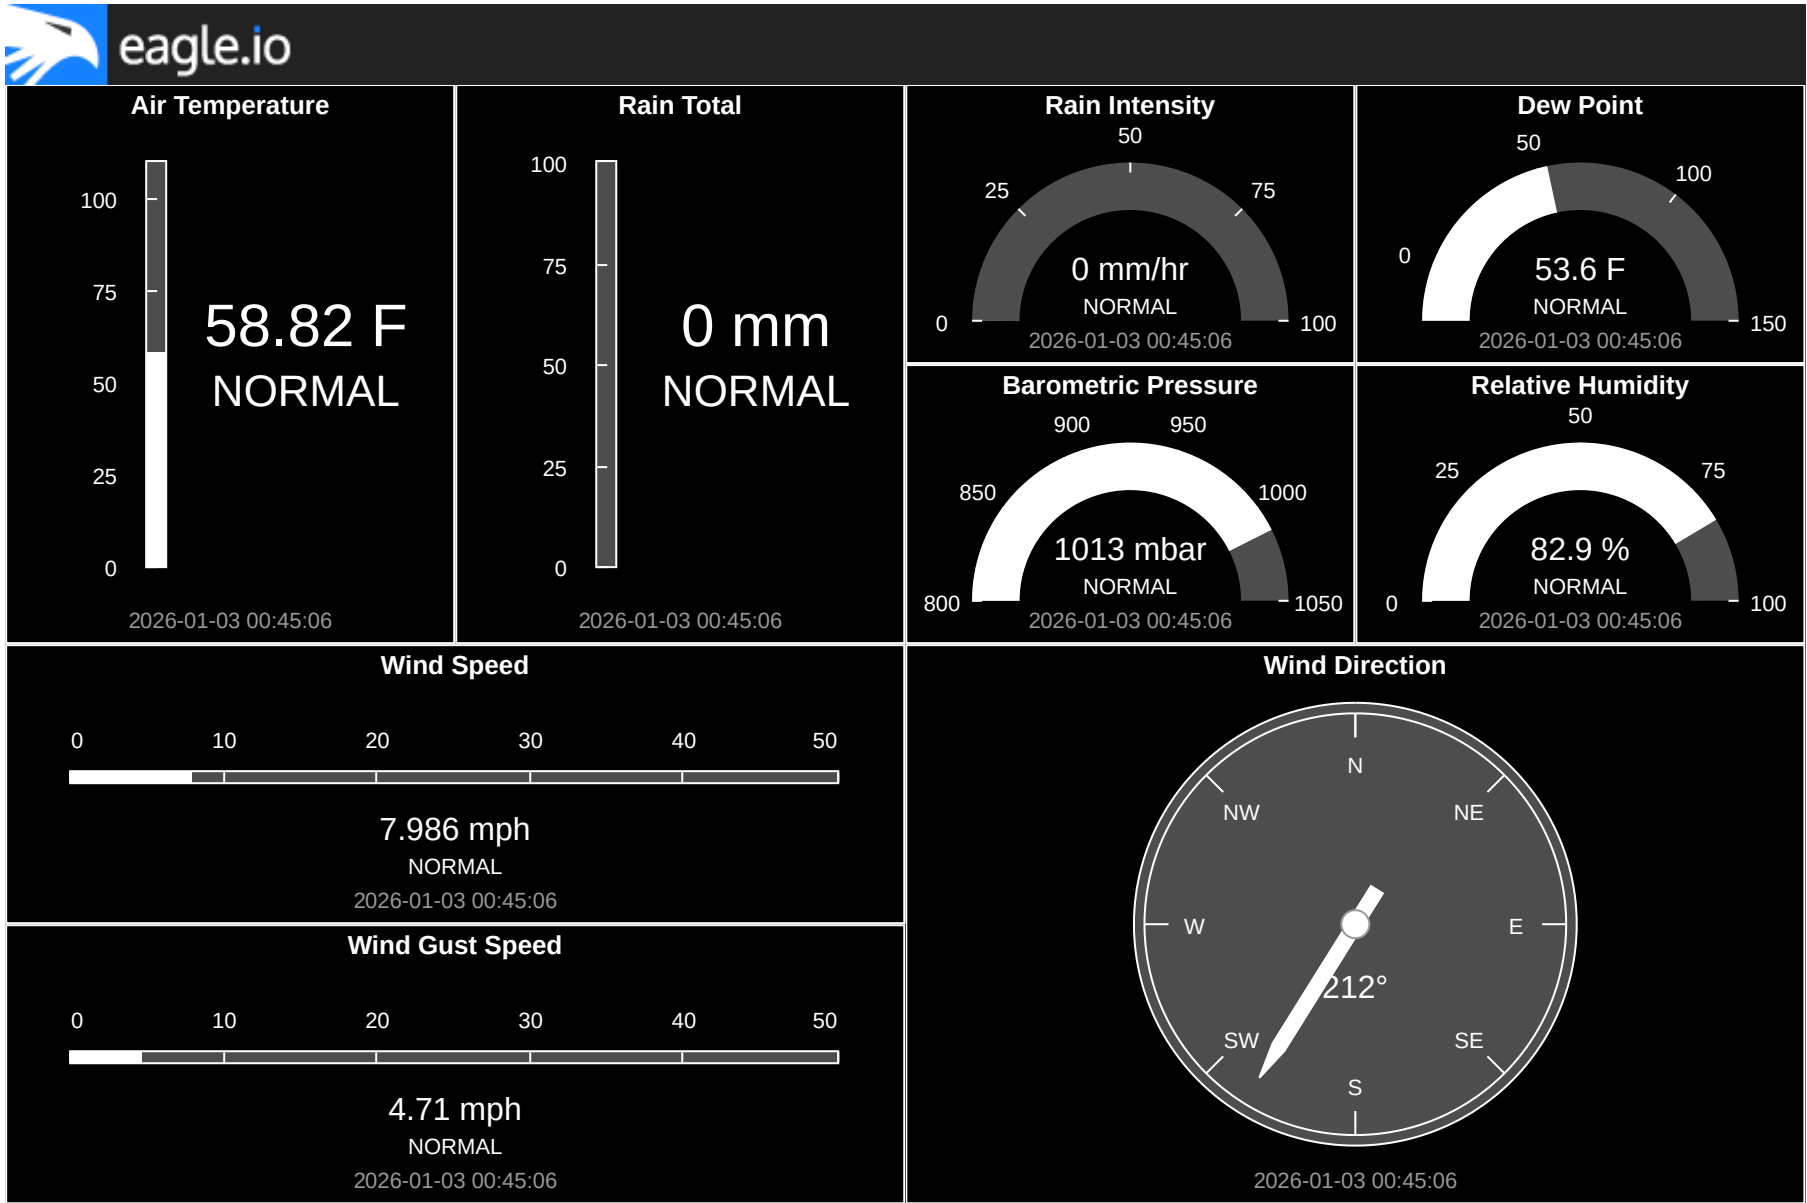 eagle.io
Air Temperature
100
75
50
25
0
58.82 F
NORMAL
2026-01-03 00:45:06
Rain Total
100
75
50
25
0
0 mm
NORMAL
2026-01-03 00:45:06
Rain Intensity
0
25
50
75
100
0 mm/hr
NORMAL
2026-01-03 00:45:06
Dew Point
0
50
100
150
53.6 F
NORMAL
2026-01-03 00:45:06
Barometric Pressure
800
850
900
950
1000
1050
1013 mbar
NORMAL
2026-01-03 00:45:06
Relative Humidity
0
25
50
75
100
82.9 %
NORMAL
2026-01-03 00:45:06
Wind Speed
0 10 20 30 40 50
7.986 mph
NORMAL
2026-01-03 00:45:06
Wind Gust Speed
0 10 20 30 40 50
4.71 mph
NORMAL
2026-01-03 00:45:06
Wind Direction
N
NW NE
W E
212°
SW SE
S
2026-01-03 00:45:06